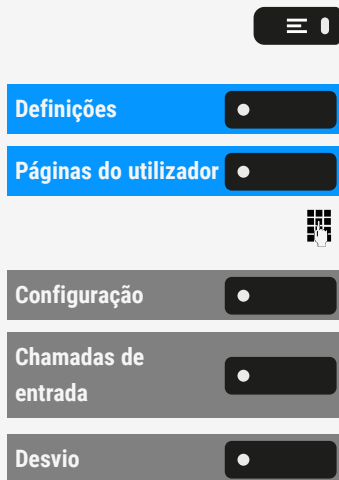 Definições
Páginas do utilizador
Configuração
Chamadas de
entrada
Desvio